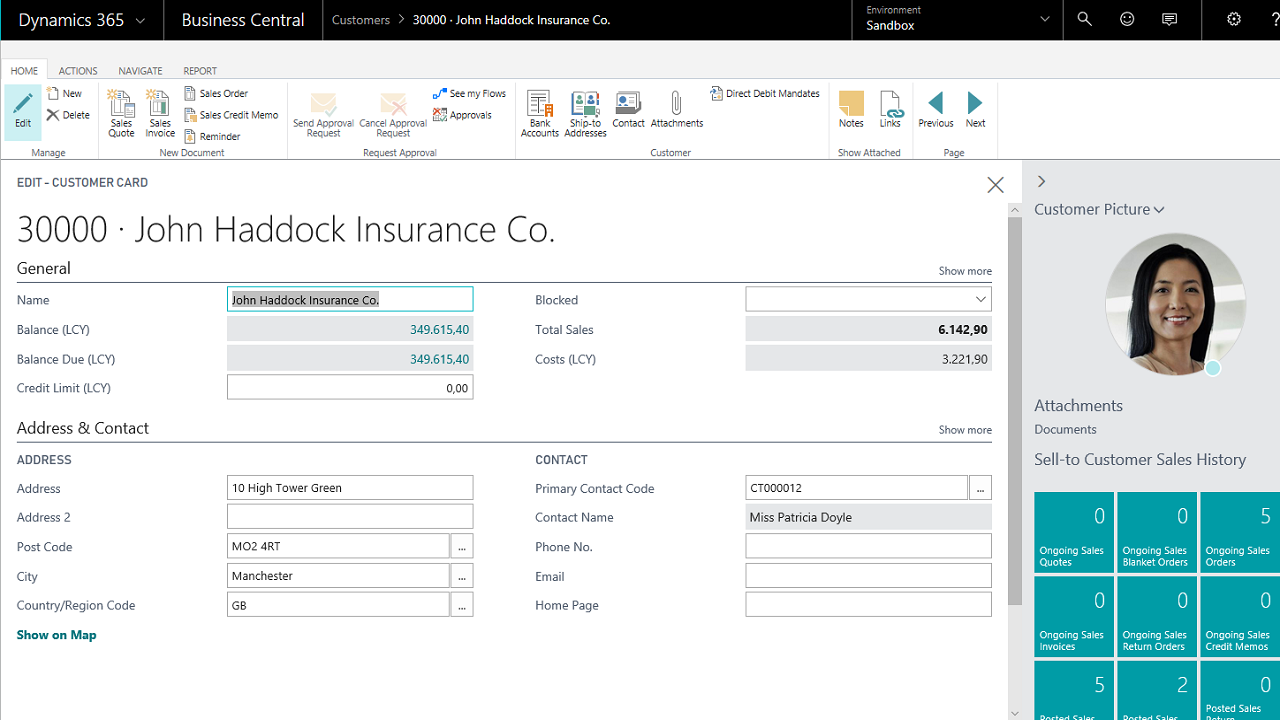 Dynamics 365
Business Central
Customers > 30000 · John Haddock Insurance Co.
Environment
Sandbox
?
HOME
ACTIONS
NAVIGATE
REPORT
Edit
New
Delete
Manage
Sales Quote
Sales Invoice
Sales Order
Sales Credit Memo
Reminder
New Document
Send Approval Request
Cancel Approval Request
See my Flows
Approvals
Request Approval
Bank Accounts
Ship-to Addresses
Contact
Attachments
Direct Debit Mandates
Customer
Notes
Links
Show Attached
Previous
Next
Page
EDIT - CUSTOMER CARD
30000 · John Haddock Insurance Co.
General
Show more
Name
John Haddock Insurance Co.
Balance (LCY)
349.615,40
Balance Due (LCY)
349.615,40
Credit Limit (LCY)
0,00
Blocked
Total Sales
6.142,90
Costs (LCY)
3.221,90
Address & Contact
Show more
ADDRESS
Address
10 High Tower Green
Address 2
Post Code
MO2 4RT
...
City
Manchester
...
Country/Region Code
GB
...
Show on Map
CONTACT
Primary Contact Code
CT000012
...
Contact Name
Miss Patricia Doyle
Phone No.
Email
Home Page
Customer Picture
Attachments
Documents
Sell-to Customer Sales History
0
Ongoing Sales
Quotes
0
Ongoing Sales
Blanket Orders
5
Ongoing Sales
Orders
0
Ongoing Sales
Invoices
0
Ongoing Sales
Return Orders
0
Ongoing Sales
Credit Memos
5
Posted Sales
2
Posted Sales
0
Posted Sales
Return